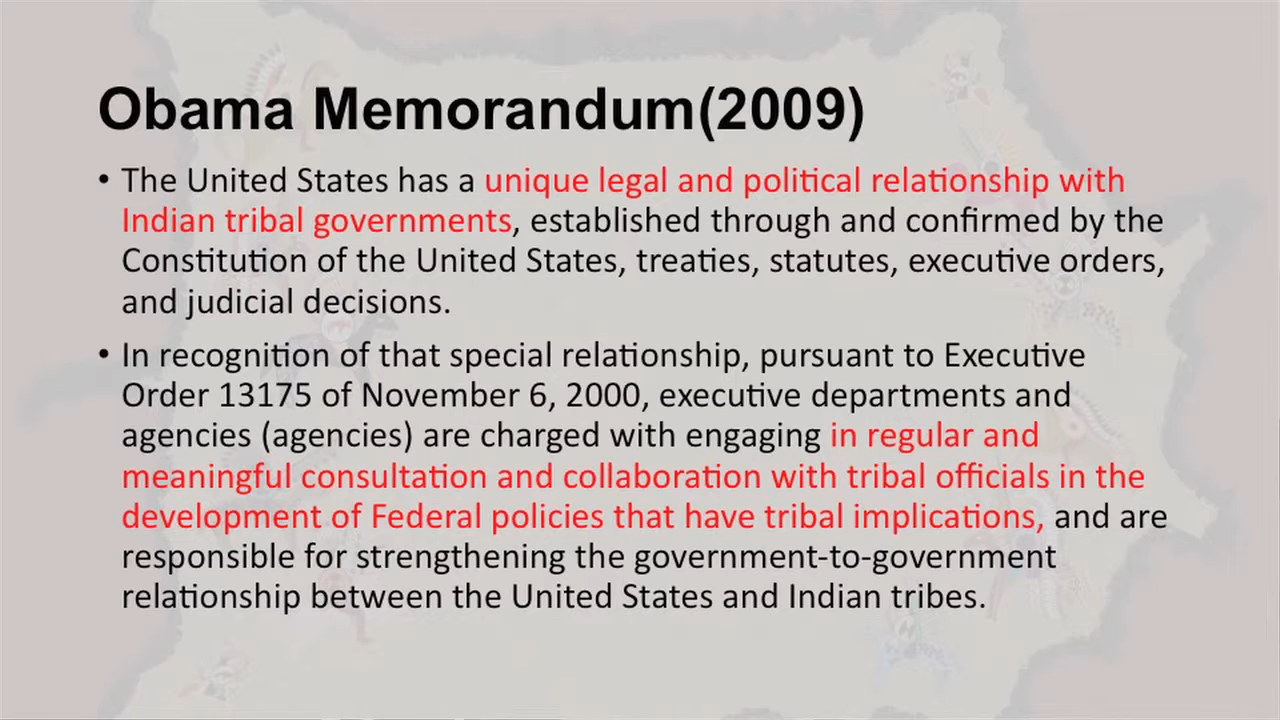 Obama Memorandum(2009)
• The United States has a unique legal and political relationship with
Indian tribal governments, established through and confirmed by the
Constitution of the United States, treaties, statutes, executive orders,
and judicial decisions.
• In recognition of that special relationship, pursuant to Executive
Order 13175 of November 6, 2000, executive departments and
agencies (agencies) are charged with engaging in regular and
meaningful consultation and collaboration with tribal officials in the
development of Federal policies that have tribal implications, and are
responsible for strengthening the government-to-government
relationship between the United States and Indian tribes.